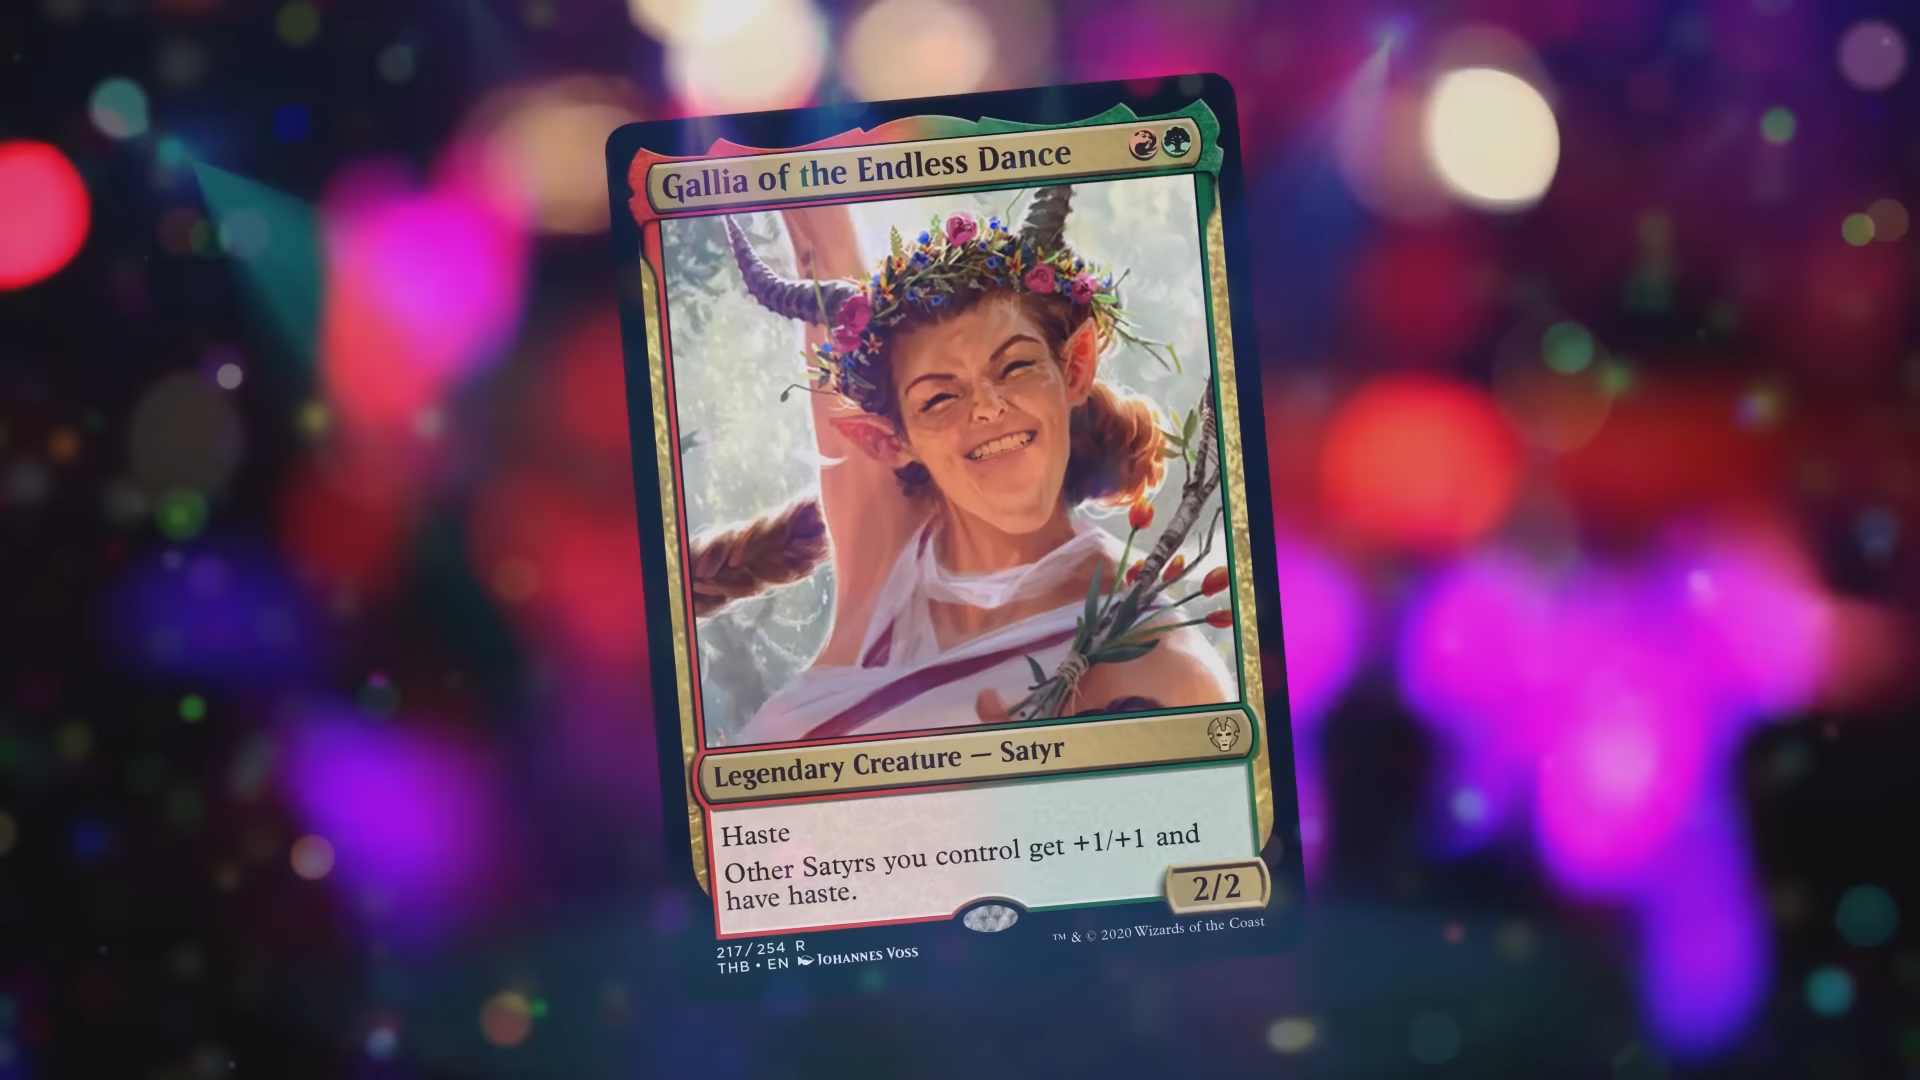 Gallia of the Endless Dance
Legendary Creature — Satyr
Haste
Other Satyrs you control get +1/+1 and
have haste.
2/2
217/254 R
THB • EN Johannes Voss
™ & © 2020 Wizards of the Coast